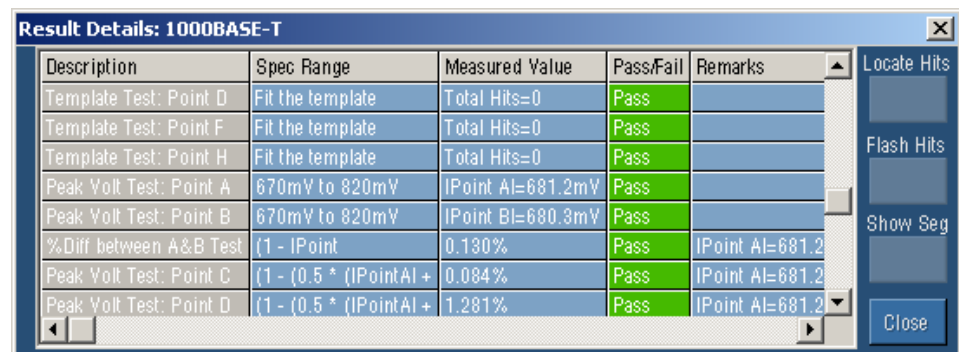 Result Details: 1000BASE-T
Description Spec Range Measured Value Pass/Fail Remarks
Template Test: Point D Fit the template Total Hits=0 Pass
Template Test: Point F Fit the template Total Hits=0 Pass
Template Test: Point H Fit the template Total Hits=0 Pass
Peak Volt Test: Point A 670mV to 820mV |Point A|=681.2mV Pass
Peak Volt Test: Point B 670mV to 820mV |Point B|=680.3mV Pass
%Diff between A&B Test (1 - |Point 0.130% Pass |Point A|=681.2
Peak Volt Test: Point C (1 - (0.5 * (|PointA| + 0.084% Pass |Point A|=681.2
Peak Volt Test: Point D (1 - (0.5 * (|PointA| + 1.281% Pass |Point A|=681.2
Locate Hits
Flash Hits
Show Seg
Close